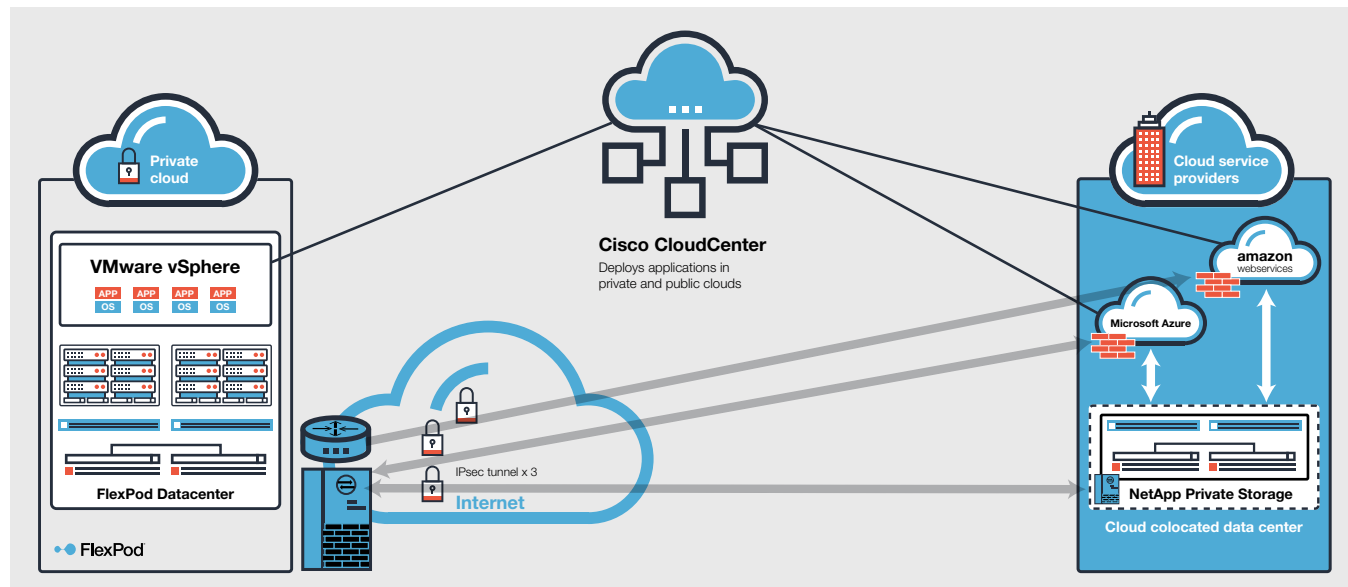 Private
cloud
VMware vSphere
APP APP APP APP
OS OS OS OS
FlexPod Datacenter
FlexPod
Cisco CloudCenter
Deploys applications in
private and public clouds
IPsec tunnel x 3
Internet
Cloud service
providers
amazon
webservices
Microsoft Azure
NetApp Private Storage
Cloud colocated data center